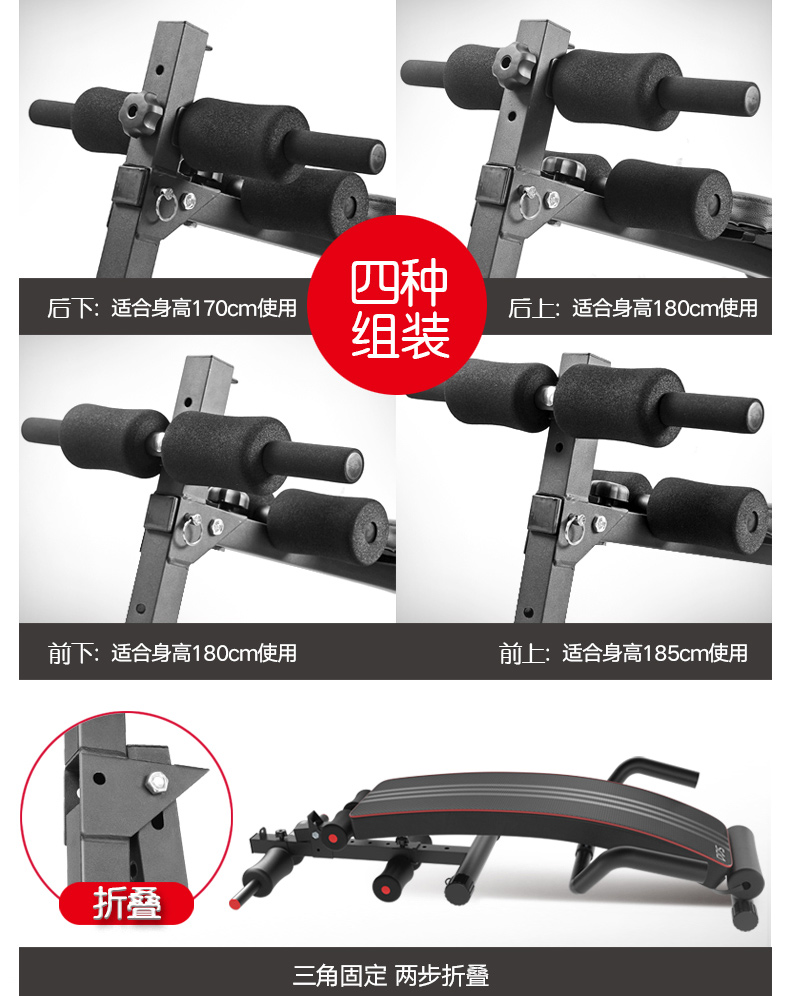 四种
组装
后下: 适合身高170cm使用
后上: 适合身高180cm使用
前下: 适合身高180cm使用
前上: 适合身高185cm使用
折叠
三角固定 两步折叠